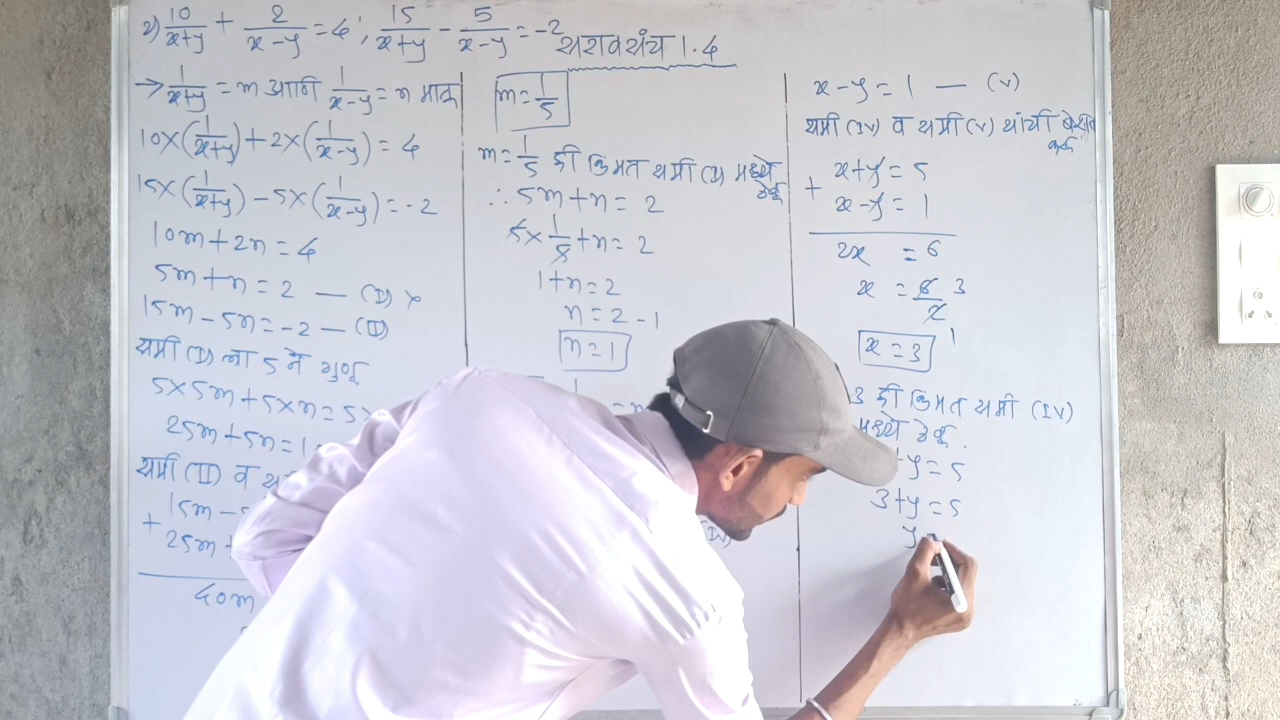 २) 10/(x+y) + 2/(x-y) = 4 ; 15/(x+y) - 5/(x-y) = -2
सरावसंच 1.4
→ 1/(x+y) = m आणि 1/(x-y) = n मानू
10×(1/(x+y)) + 2×(1/(x-y)) = 4
15×(1/(x+y)) - 5×(1/(x-y)) = -2
10m + 2n = 4
5m + n = 2 — (I)
15m - 5n = -2 — (II)
समी (I) ला 5 ने गुणू
5×5m + 5×n = 5×
25m + 5n = 1
समी (II) व
15m -
+ 25m +
40m
m = 1/5
m = 1/5 ही किंमत समी (I) मध्ये ठेवू
∴ 5m + n = 2
5× 1/5 + n = 2
1 + n = 2
n = 2 - 1
n = 1
(IV)
x - y = 1 — (V)
समी (IV) व समी (V) यांची बेरीज करू
x + y = 5
+ x - y = 1
2x = 6
x = 6/2 3
1
x = 3
3 ही किंमत समी (IV)
मध्ये ठेवू.
y = 5
3 + y = 5
y